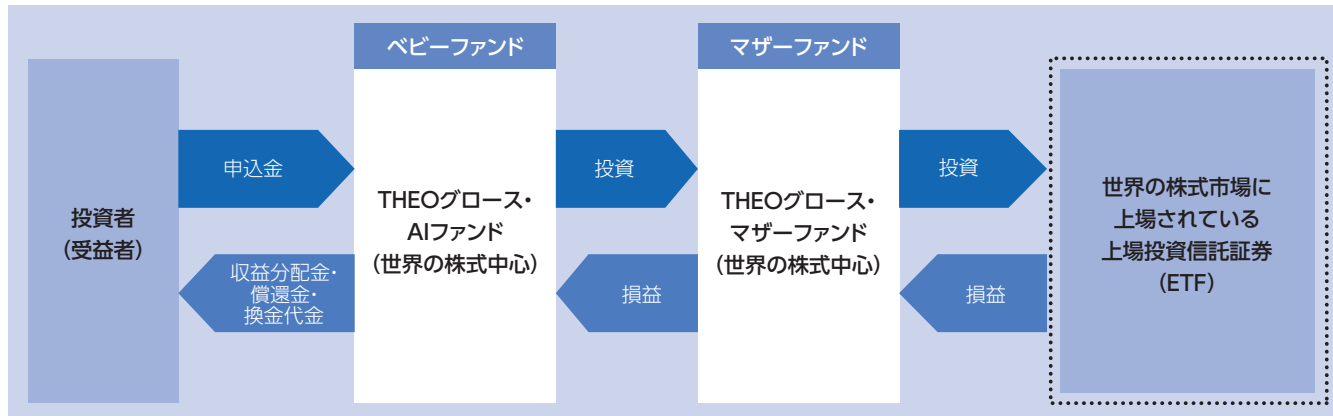 ベビーファンド
マザーファンド
投資者
(受益者)
申込金
収益分配金・
償還金・
換金代金
THEOグロース・
AIファンド
(世界の株式中心)
投資
損益
THEOグロース・
マザーファンド
(世界の株式中心)
投資
損益
世界の株式市場に
上場されている
上場投資信託証券
(ETF)